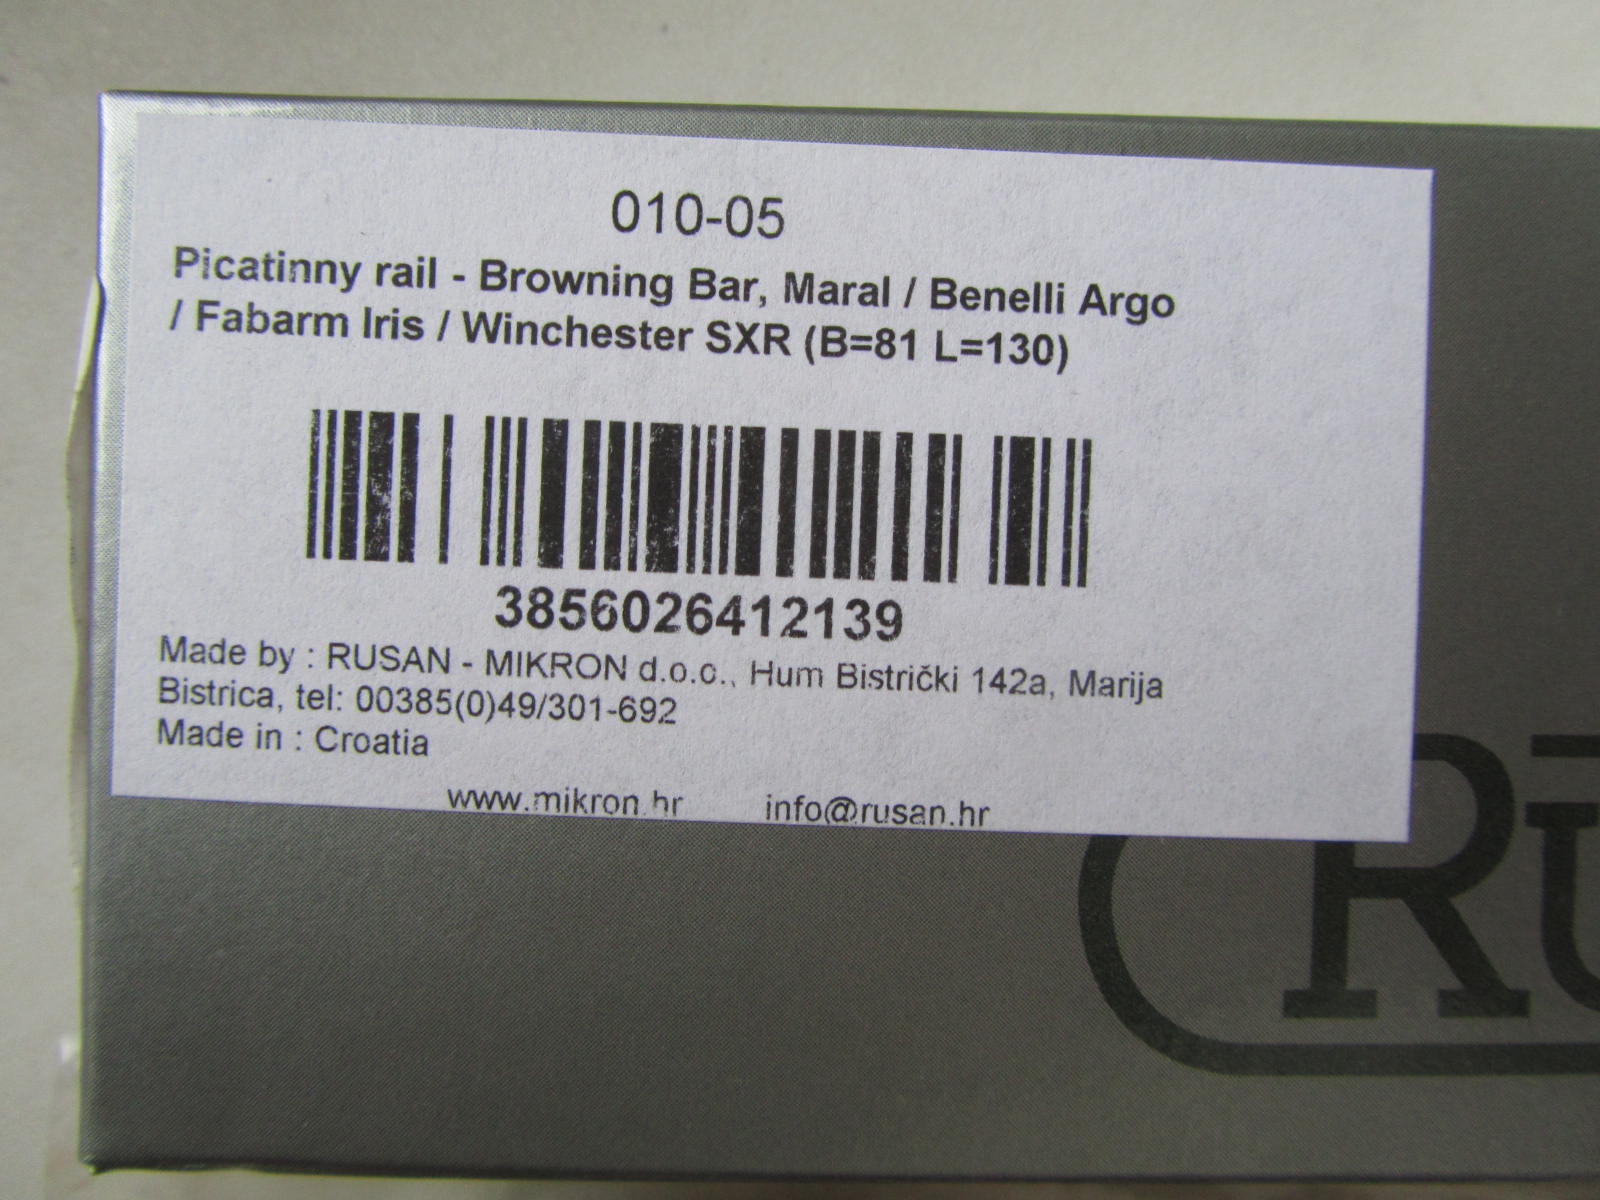 010-05
Picatinny rail - Browning Bar, Maral / Benelli Argo
/ Fabarm Iris / Winchester SXR (B=81 L=130)
3856026412139
Made by : RUSAN - MIKRON d.o.o., Hum Bistrički 142a, Marija
Bistrica, tel: 00385(0)49/301-692
Made in : Croatia
www.mikron.hr info@rusan.hr